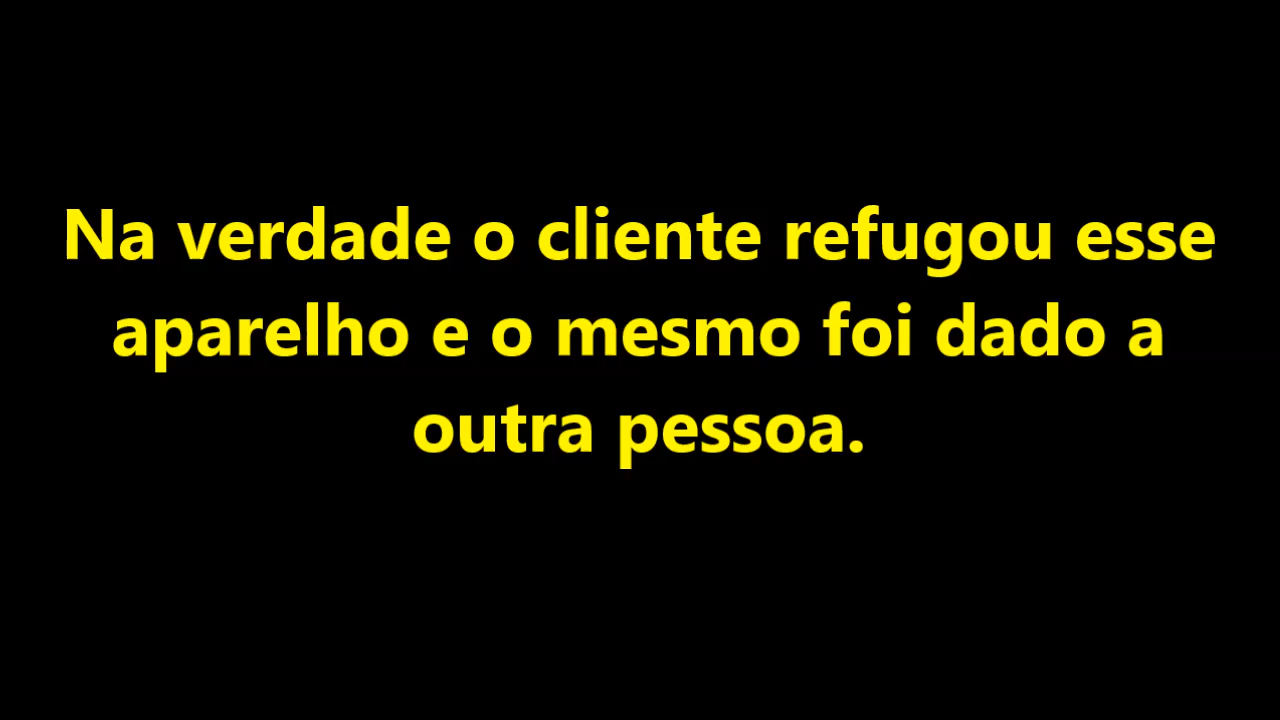 Na verdade o cliente refugou esse
aparelho e o mesmo foi dado a
outra pessoa.